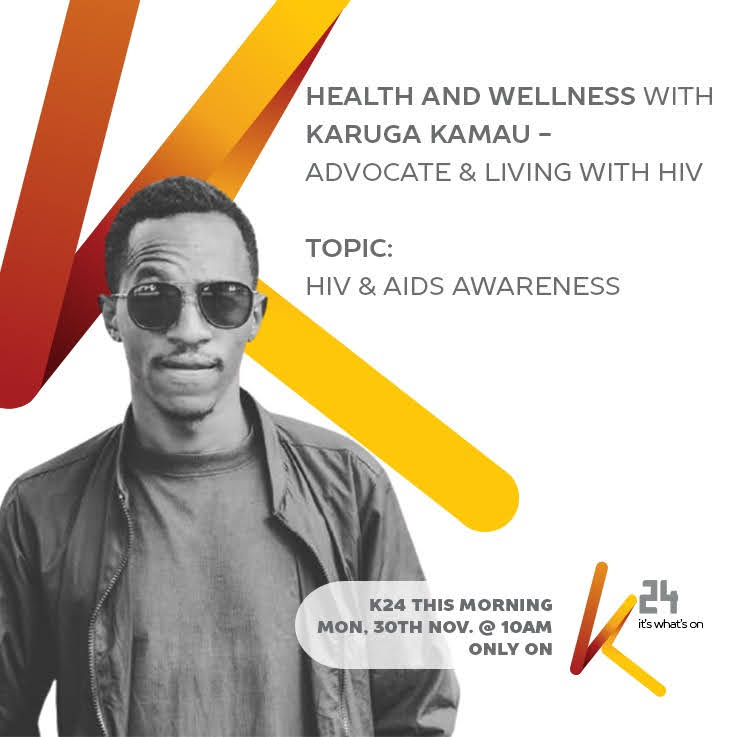 HEALTH AND WELLNESS WITH
KARUGA KAMAU –
ADVOCATE & LIVING WITH HIV
TOPIC:
HIV & AIDS AWARENESS
K24 THIS MORNING
MON, 30TH NOV. @ 10AM
ONLY ON
K24
it's what's on